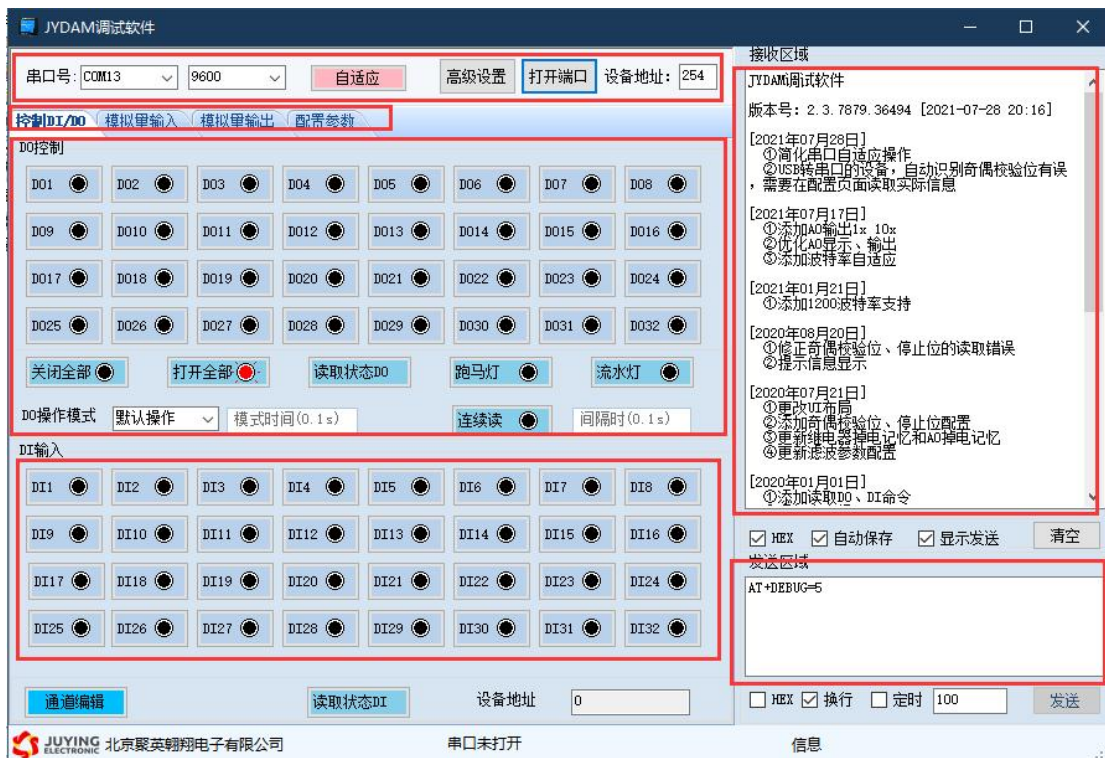 JYDAM调试软件
串口号: COM13 9600 自适应 高级设置 打开端口 设备地址: 254
控制DI/DO 模拟量输入 模拟量输出 配置参数
DO控制
DO1 DO2 DO3 DO4 DO5 DO6 DO7 DO8
DO9 DO10 DO11 DO12 DO13 DO14 DO15 DO16
DO17 DO18 DO19 DO20 DO21 DO22 DO23 DO24
DO25 DO26 DO27 DO28 DO29 DO30 DO31 DO32
关闭全部 打开全部 读取状态DO 跑马灯 流水灯
DO操作模式 默认操作 模式时间(0.1s) 连续读 间隔时(0.1s)
DI输入
DI1 DI2 DI3 DI4 DI5 DI6 DI7 DI8
DI9 DI10 DI11 DI12 DI13 DI14 DI15 DI16
DI17 DI18 DI19 DI20 DI21 DI22 DI23 DI24
DI25 DI26 DI27 DI28 DI29 DI30 DI31 DI32
通道编辑 读取状态DI 设备地址 0
接收区域
JYDAM调试软件
版本号: 2.3.7879.36494 [2021-07-28 20:16]
[2021年07月28日]
①简化串口自适应操作
②USB转串口的设备，自动识别奇偶校验位有误
，需要在配置页面读取实际信息
[2021年07月17日]
①添加AO输出1x 10x
②优化AO显示、输出
③添加波特率自适应
[2021年01月21日]
①添加1200波特率支持
[2020年08月20日]
①修正奇偶校验位、停止位的读取错误
②提示信息显示
[2020年07月21日]
①更改UI布局
②添加奇偶校验位、停止位配置
③更新继电器掉电记忆和AO掉电记忆
④更新滤波参数配置
[2020年01月01日]
①添加读取DO、DI命令
HEX 自动保存 显示发送 清空
发送区域
AT+DEBUG=5
HEX 换行 定时 100 发送
JUYING ELECTRONIC 北京聚英翱翔电子有限公司 串口未打开 信息